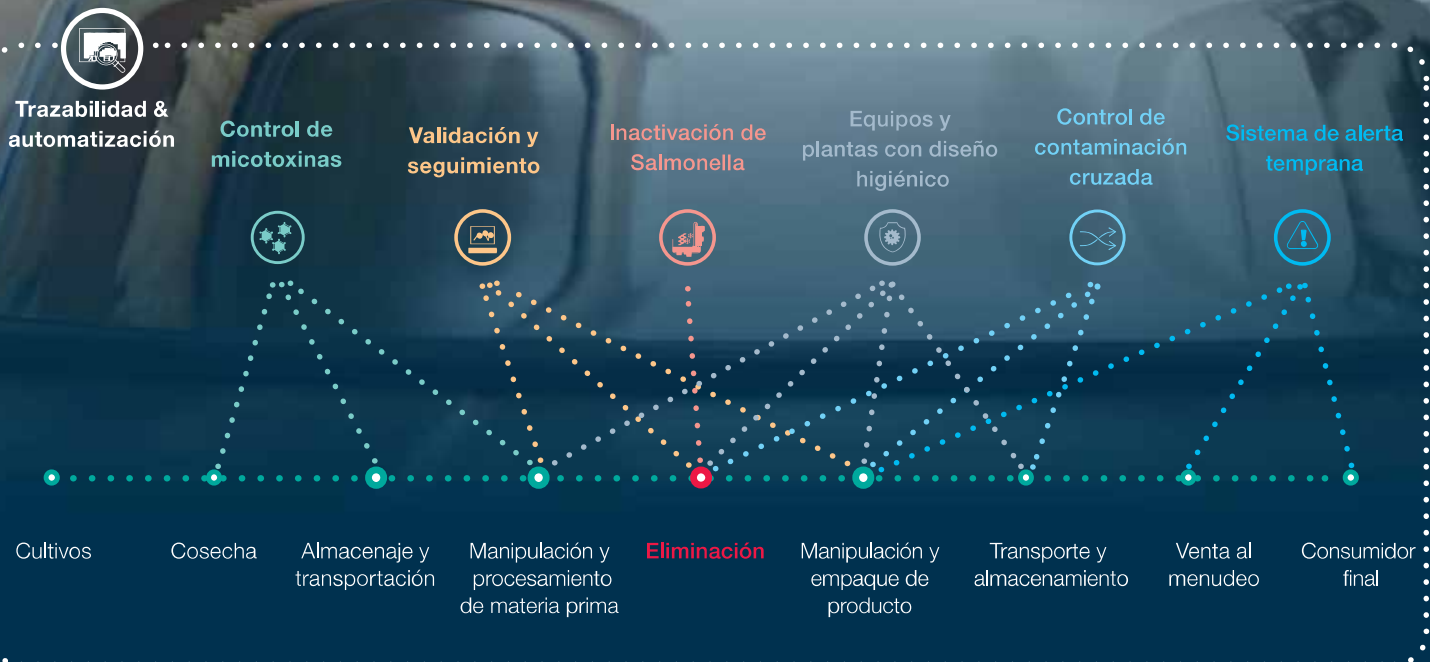 Trazabilidad &
automatización
Control de
micotoxinas
Validación y
seguimiento
Inactivación de
Salmonella
Equipos y
plantas con diseño
higiénico
Control de
contaminación
cruzada
Sistema de alerta
temprana
Cultivos
Cosecha
Almacenaje y
transportación
Manipulación y
procesamiento
de materia prima
Eliminación
Manipulación y
empaque de
producto
Transporte y
almacenamiento
Venta al
menudeo
Consumidor
final